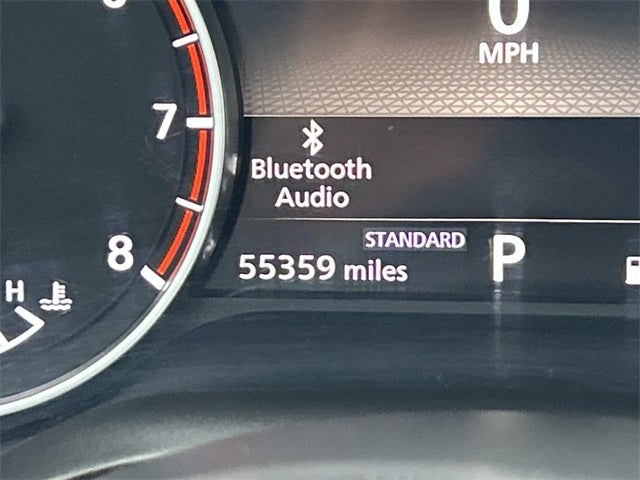 0
MPH
7
Bluetooth
Audio
STANDARD
8
55359 miles
P
H